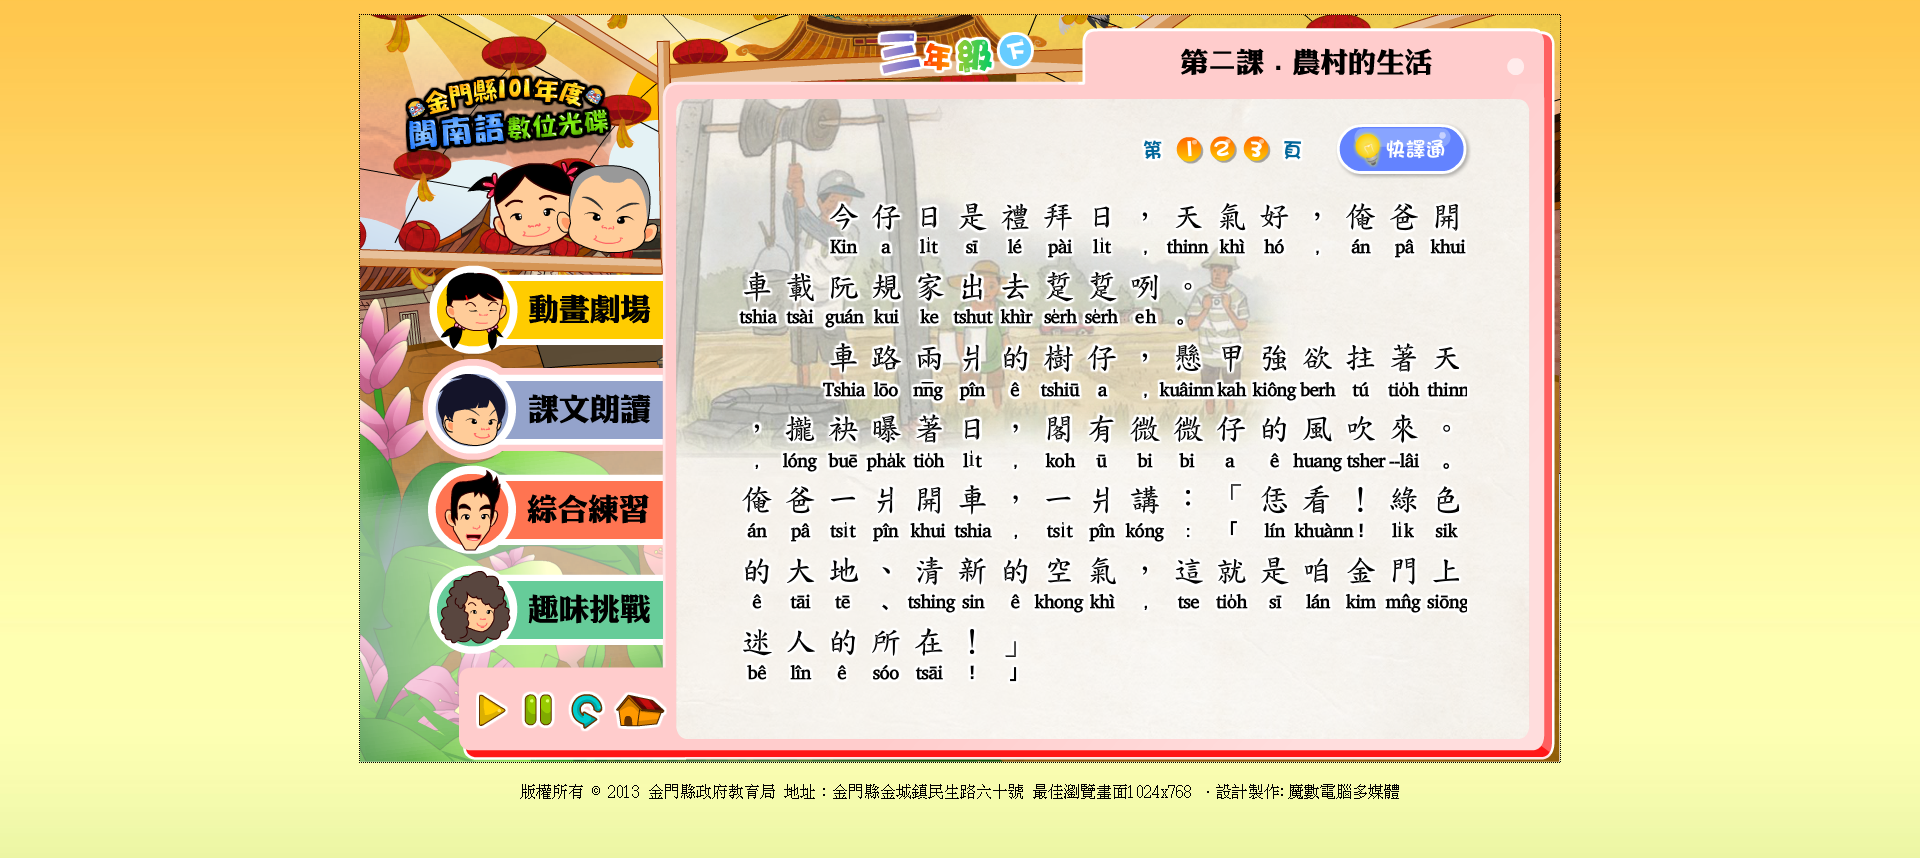 金門縣101年度
閩南語數位光碟
三年級 下
第二課．農村的生活
第 1 2 3 頁
快譯通
動畫劇場
課文朗讀
綜合練習
趣味挑戰
今仔日是禮拜日，天氣好，俺爸開
Kin a li̍t sī lé pài li̍t , thinn khì hó , án pâ khui
車載阮規家出去踅踅咧。
tshia tsài guán kui ke tshut khìr se̍rh se̍rh eh 。
車路兩爿的樹仔，懸甲強欲拄著天
Tshia lōo nn̄g pîn ê tshiū a , kuâinn kah kiông berh tú tio̍h thinn
，攏袂曝著日，閣有微微仔的風吹來。
, lóng buē pha̍k tio̍h li̍t , koh ū bi bi a ê huang tsher --lâi 。
俺爸一爿開車，一爿講：「恁看！綠色
án pâ tsi̍t pîn khui tshia , tsi̍t pîn kóng : 「 lín khuànn ! li̍k sik
的大地、清新的空氣，這就是咱金門上
ê tāi tē 、 tshing sin ê khong khì , tse tio̍h sī lán kim mn̂g siōng
迷人的所在！」
bê lîn ê sóo tsāi ! 」
版權所有 © 2013 金門縣政府教育局 地址：金門縣金城鎮民生路六十號 最佳瀏覽畫面1024x768 ．設計製作: 魔數電腦多媒體